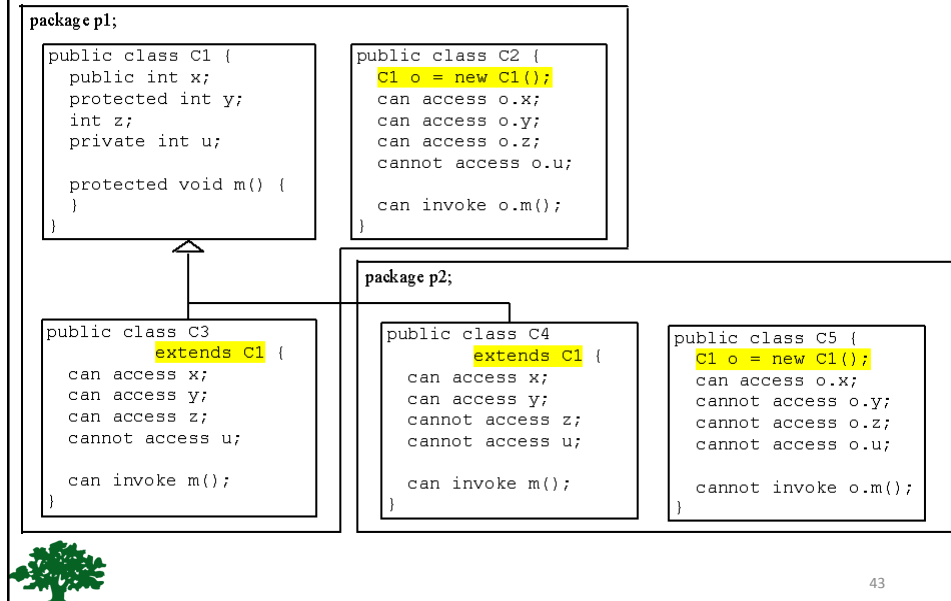 package p1;
public class C1 {
public int x;
protected int y;
int z;
private int u;
protected void m() {
}
}
public class C2 {
C1 o = new C1();
can access o.x;
can access o.y;
can access o.z;
cannot access o.u;
can invoke o.m();
}
public class C3
extends C1 {
can access x;
can access y;
can access z;
cannot access u;
can invoke m();
}
package p2;
public class C4
extends C1 {
can access x;
can access y;
cannot access z;
cannot access u;
can invoke m();
}
public class C5 {
C1 o = new C1();
can access o.x;
cannot access o.y;
cannot access o.z;
cannot access o.u;
cannot invoke o.m();
}
43